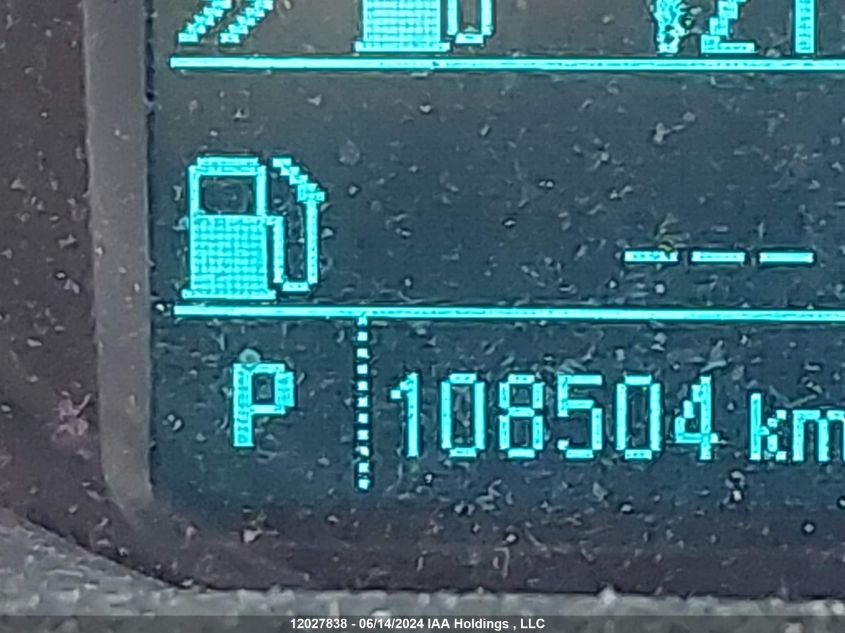 ---
P 108504 km
12027838 - 06/14/2024 IAA Holdings , LLC